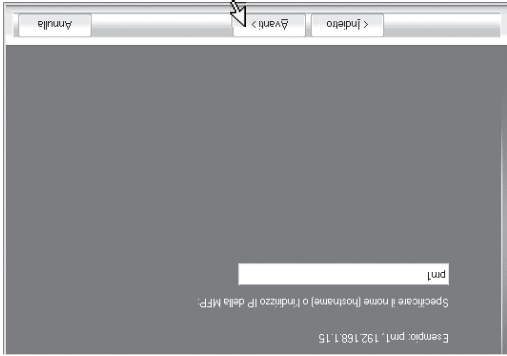 Esempio: prn1, 192.168.1.15
Specificare il nome (hostname) o l'indirizzo IP della MFP:
prn1
< Indietro
Avanti >
Annulla